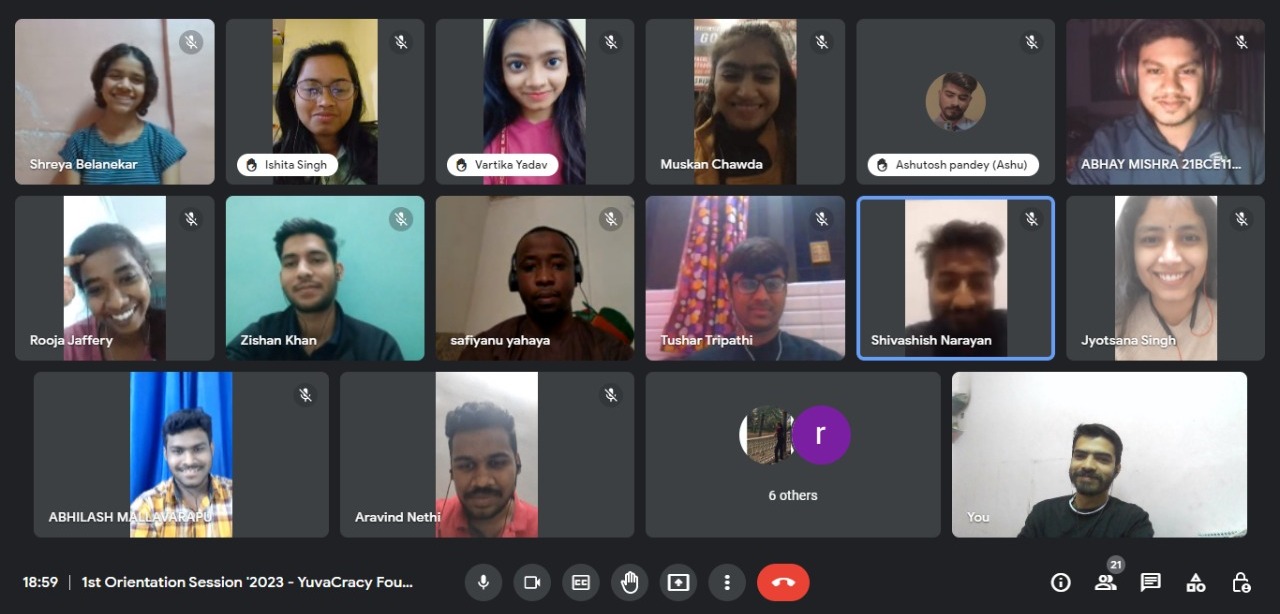 Shreya Belanekar
Ishita Singh
Vartika Yadav
Muskan Chawda
Ashutosh pandey (Ashu)
ABHAY MISHRA 21BCE11...
Rooja Jaffery
Zishan Khan
safiyanu yahaya
Tushar Tripathi
Shivashish Narayan
Jyotsana Singh
ABHILASH MALLAVARAPU
Aravind Nethi
r
6 others
You
18:59 | 1st Orientation Session '2023 - YuvaCracy Fou...
CC
21